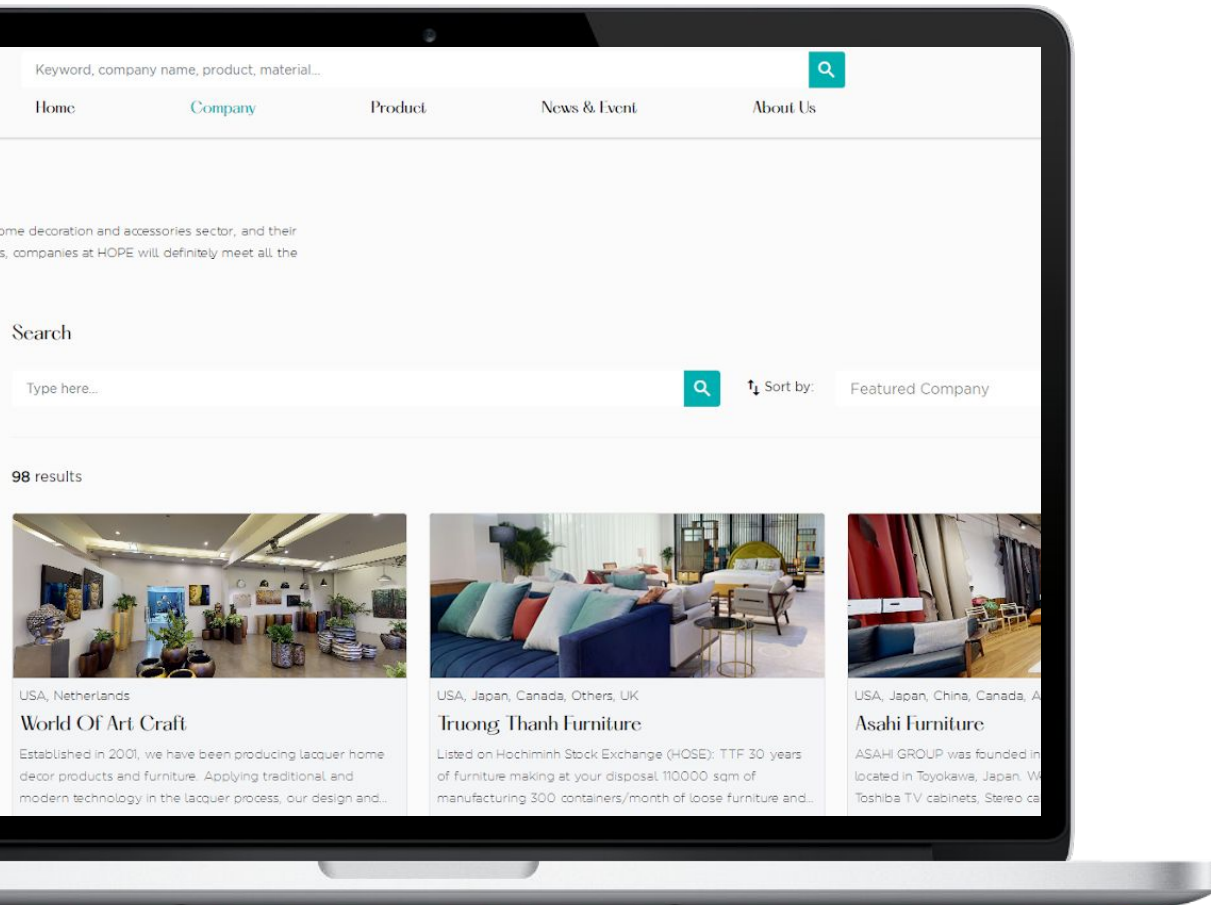 Keyword, company name, product, material...
Home Company Product News & Event About Us
ome decoration and accessories sector, and their
s, companies at HOPE will definitely meet all the
Search
Type here...
Sort by:
Featured Company
98 results
USA, Netherlands
World Of Art Craft
Established in 2001, we have been producing lacquer home
decor products and furniture. Applying traditional and
modern technology in the lacquer process, our design and...
USA, Japan, Canada, Others, UK
Truong Thanh Furniture
Listed on Hochiminh Stock Exchange (HOSE): TTF 30 years
of furniture making at your disposal 110.000 sqm of
manufacturing 300 containers/month of loose furniture and...
USA, Japan, China, Canada, A
Asahi Furniture
ASAHI GROUP was founded in
located in Toyokawa, Japan. W
Toshiba TV cabinets, Stereo ca